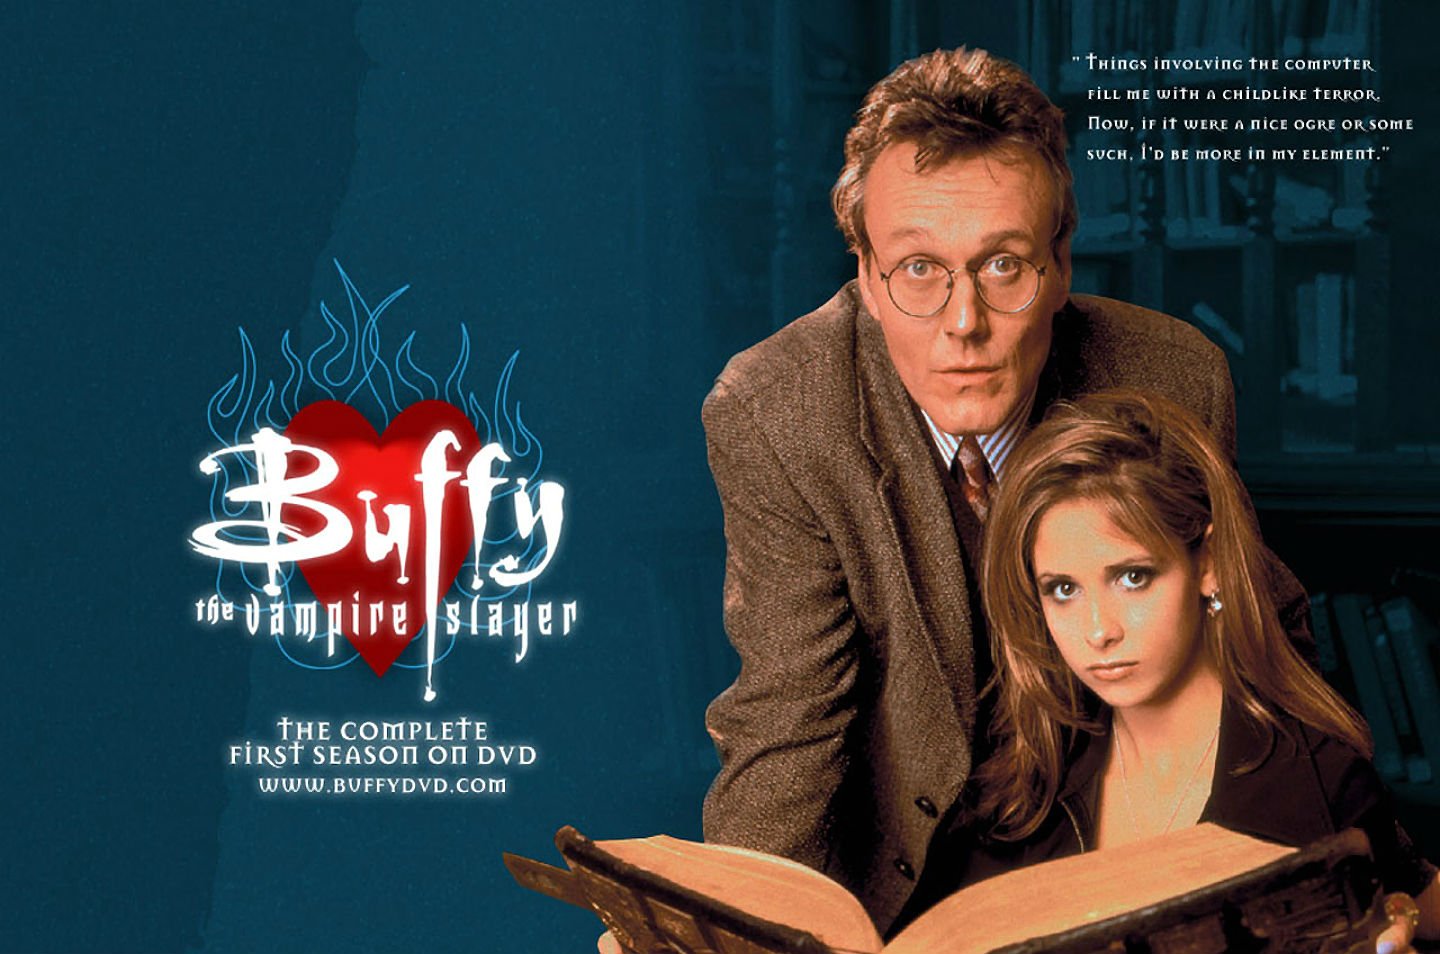 "Things involving the computer
fill me with a childlike terror.
Now, if it were a nice ogre or some
such, I'd be more in my element."
Buffy
the vampire slayer
THE COMPLETE
FIRST SEASON ON DVD
WWW.BUFFYDVD.COM